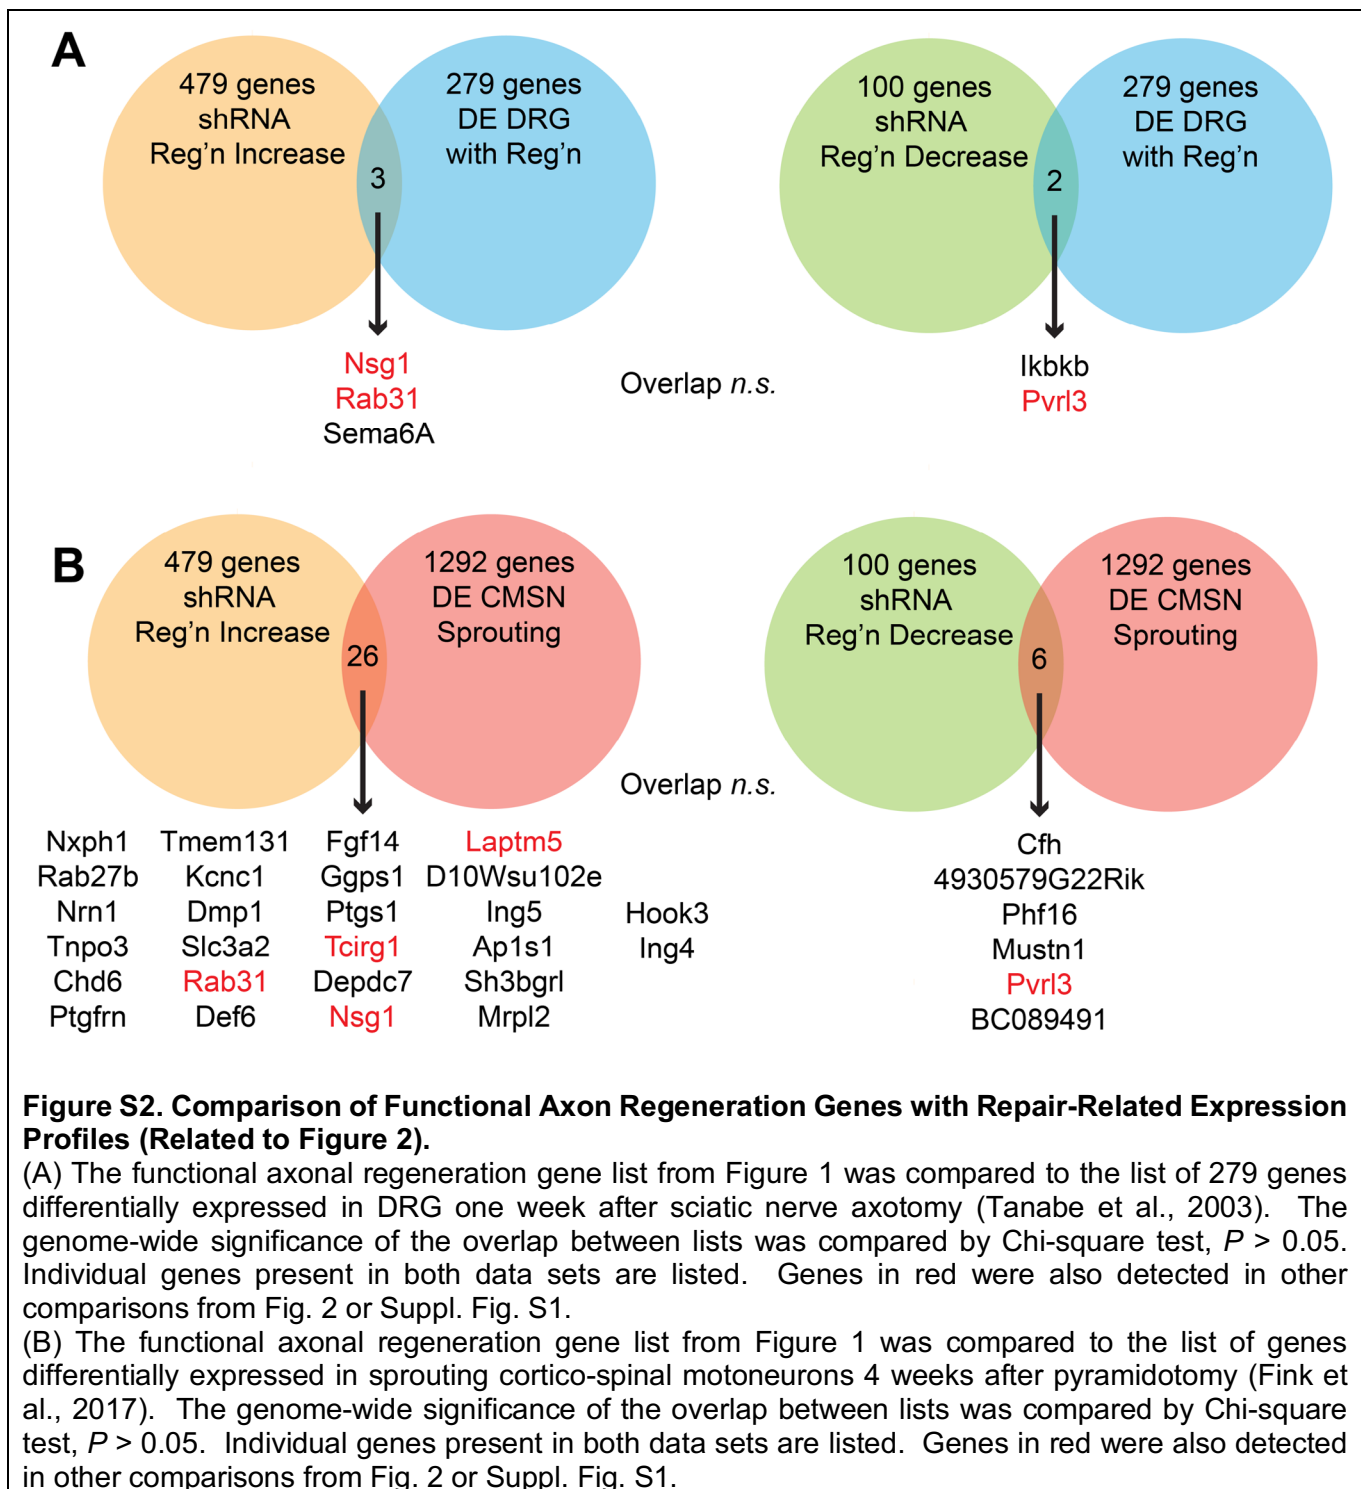 A
479 genes
shRNA
Reg’n Increase
3
279 genes
DE DRG
with Reg’n
Nsg1
Rab31
Sema6A
Overlap n.s.
100 genes
shRNA
Reg’n Decrease
2
279 genes
DE DRG
with Reg’n
Ikbkb
Pvrl3
B
479 genes
shRNA
Reg’n Increase
26
1292 genes
DE CMSN
Sprouting
Overlap n.s.
100 genes
shRNA
Reg’n Decrease
6
1292 genes
DE CMSN
Sprouting
Nxph1 Tmem131 Fgf14 Laptm5
Rab27b Kcnc1 Ggps1 D10Wsu102e
Nrn1 Dmp1 Ptgs1 Ing5 Hook3
Tnpo3 Slc3a2 Tcirg1 Ap1s1 Ing4
Chd6 Rab31 Depdc7 Sh3bgrl
Ptgfrn Def6 Nsg1 Mrpl2
Cfh
4930579G22Rik
Phf16
Mustn1
Pvrl3
BC089491
Figure S2. Comparison of Functional Axon Regeneration Genes with Repair-Related Expression
Profiles (Related to Figure 2).
(A) The functional axonal regeneration gene list from Figure 1 was compared to the list of 279 genes
differentially expressed in DRG one week after sciatic nerve axotomy (Tanabe et al., 2003). The
genome-wide significance of the overlap between lists was compared by Chi-square test, P > 0.05.
Individual genes present in both data sets are listed. Genes in red were also detected in other
comparisons from Fig. 2 or Suppl. Fig. S1.
(B) The functional axonal regeneration gene list from Figure 1 was compared to the list of genes
differentially expressed in sprouting cortico-spinal motoneurons 4 weeks after pyramidotomy (Fink et
al., 2017). The genome-wide significance of the overlap between lists was compared by Chi-square
test, P > 0.05. Individual genes present in both data sets are listed. Genes in red were also detected
in other comparisons from Fig. 2 or Suppl. Fig. S1.